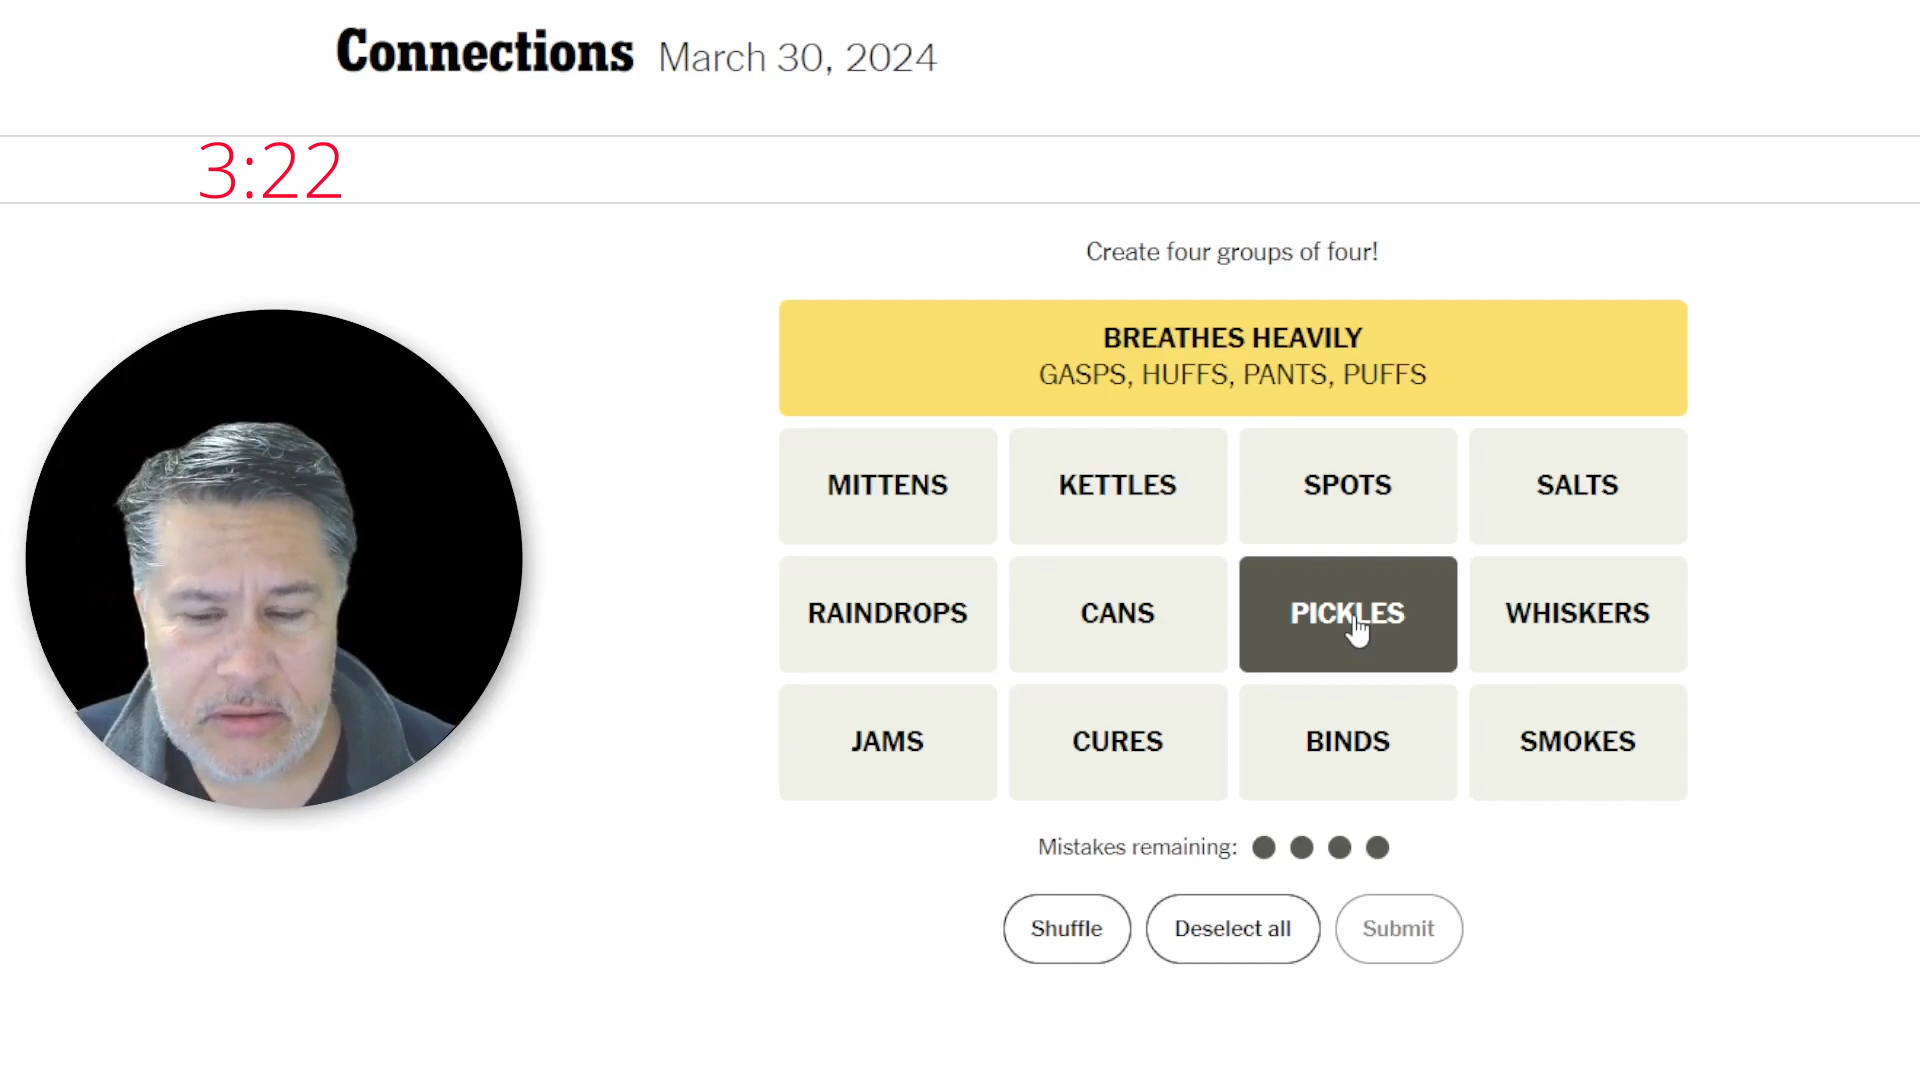 Connections March 30, 2024
3:22
Create four groups of four!
BREATHES HEAVILY
GASPS, HUFFS, PANTS, PUFFS
MITTENS KETTLES SPOTS SALTS
RAINDROPS CANS PICKLES WHISKERS
JAMS CURES BINDS SMOKES
Mistakes remaining:
Shuffle Deselect all Submit